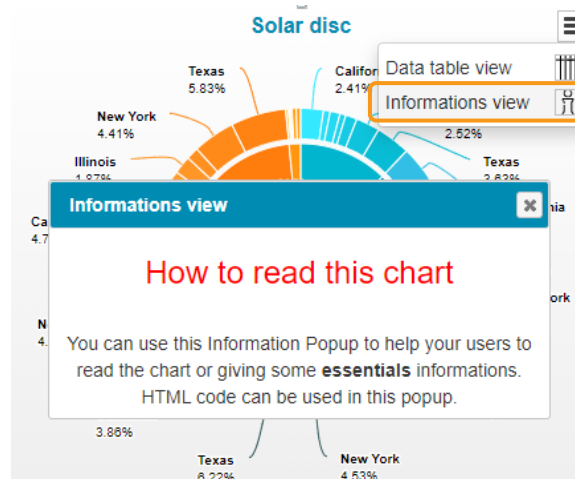 Solar disc
Data table view
Informations view
Texas
5.83%
2.41%
New York
4.41%
2.52%
Illinois
Texas
Informations view
4.7
How to read this chart
You can use this Information Popup to help your users to
read the chart or giving some essentials informations.
HTML code can be used in this popup.
3.86%
Texas
6.22%
New York
4.53%